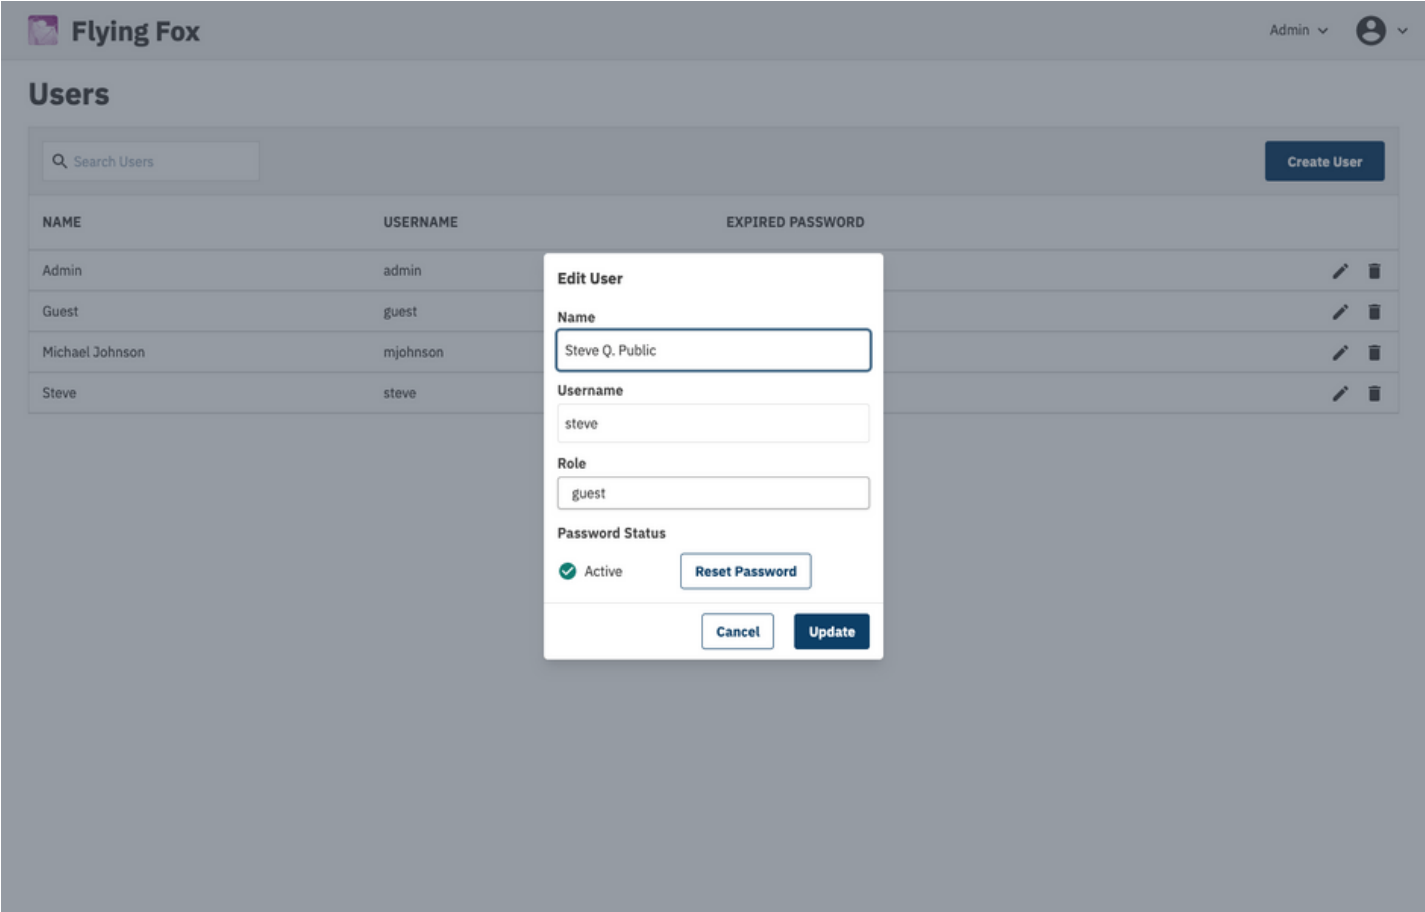 Flying Fox
Admin
Users
Search Users
Create User
NAME USERNAME EXPIRED PASSWORD
Admin admin
Guest guest
Michael Johnson mjohnson
Steve steve
Edit User
Name
Steve Q. Public
Username
steve
Role
guest
Password Status
Active Reset Password
Cancel Update